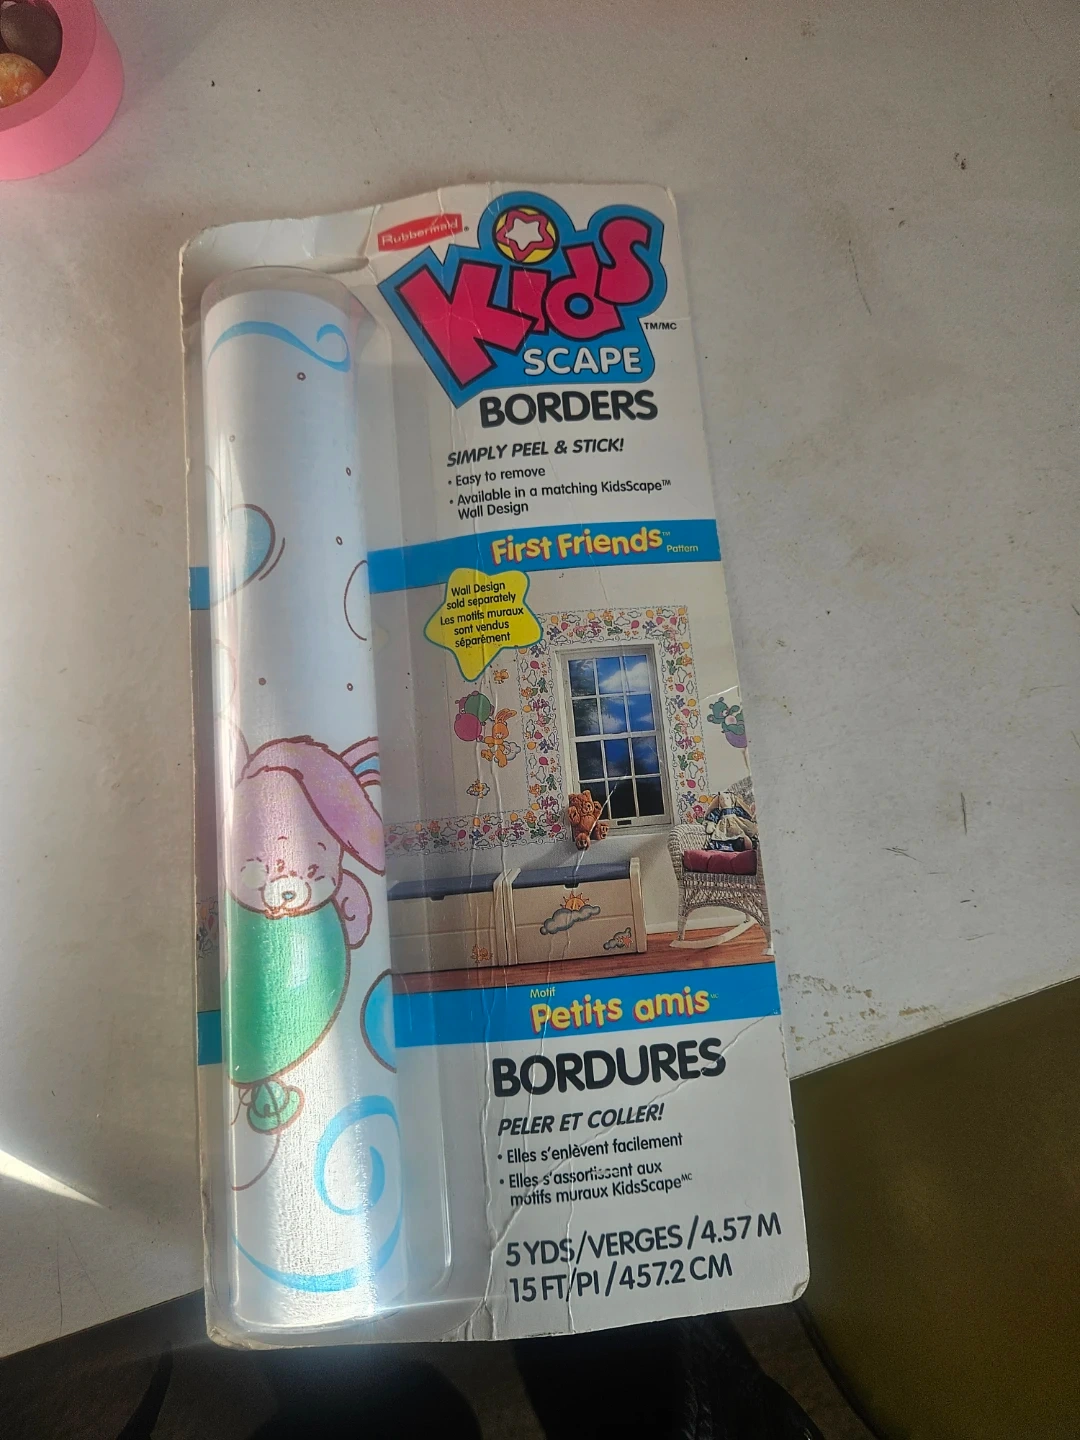 Rubbermaid®
Kids
SCAPE
TM/MC
BORDERS
SIMPLY PEEL & STICK!
• Easy to remove
• Available in a matching KidsScape™
Wall Design
First Friends™
Pattern
Wall Design
sold separately
Les motifs muraux
sont vendus
séparément
Motif
Petits amis MC
BORDURES
PELER ET COLLER!
• Elles s'enlèvent facilement
• Elles s'assortissent aux
motifs muraux KidsScape MC
5 YDS/VERGES/4.57 M
15 FT/PI/457.2 CM